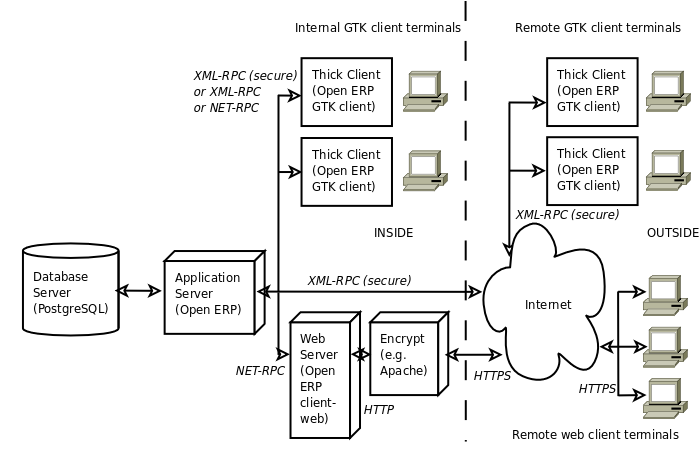 Internal GTK client terminals
Remote GTK client terminals
XML-RPC (secure)
or XML-RPC
or NET-RPC
Thick Client
(Open ERP
GTK client)
Thick Client
(Open ERP
GTK client)
Thick Client
(Open ERP
GTK client)
Thick Client
(Open ERP
GTK client)
XML-RPC (secure)
INSIDE
OUTSIDE
Database
Server
(PostgreSQL)
Application
Server
(Open ERP)
XML-RPC (secure)
Internet
Web
Server
(Open
ERP
client-
web)
Encrypt
(e.g.
Apache)
NET-RPC
HTTP
HTTPS
HTTPS
Remote web client terminals